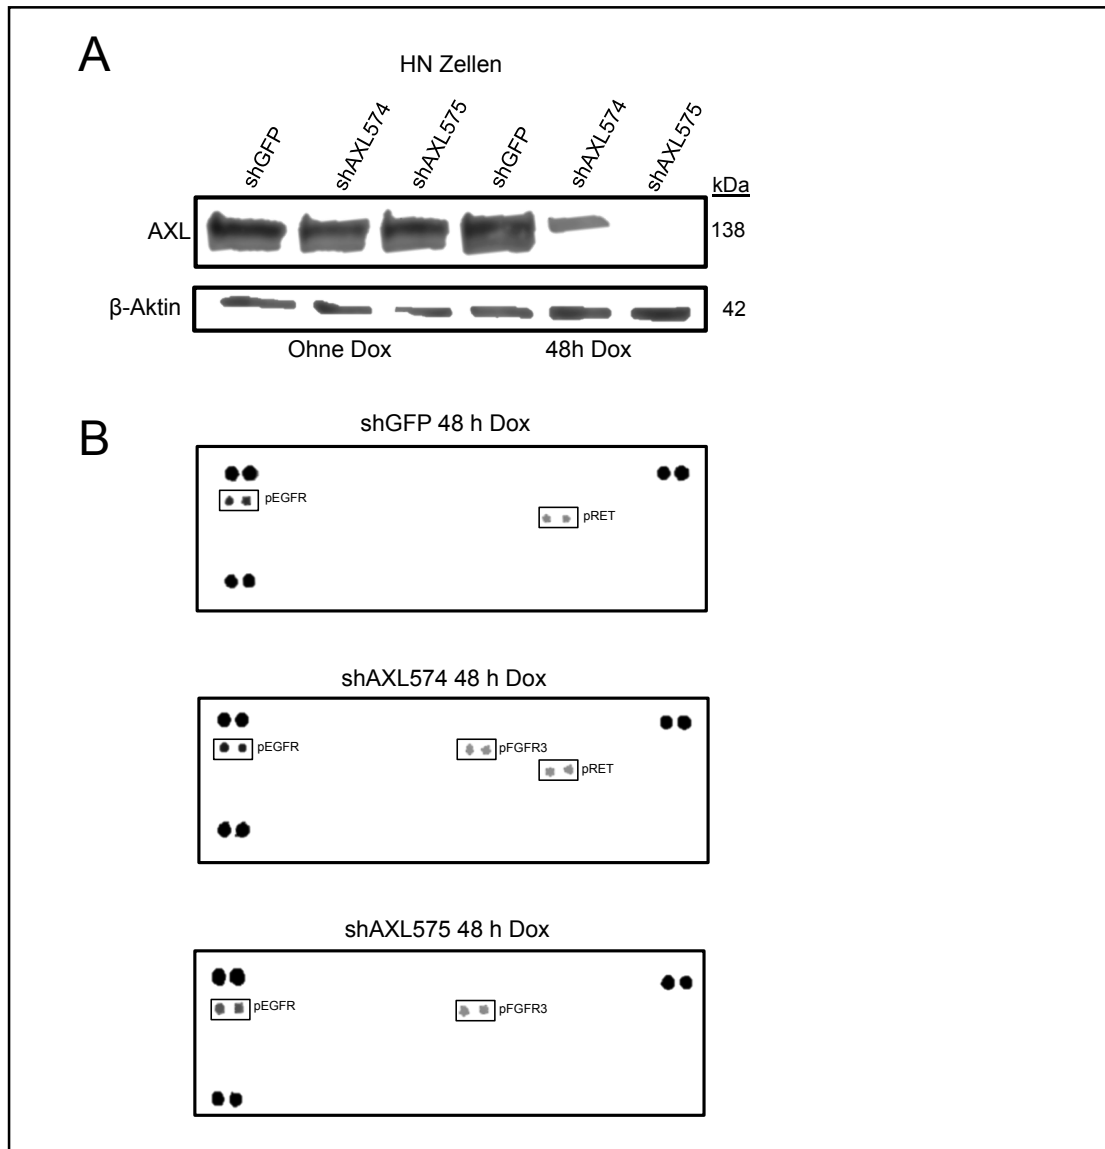 A
HN Zellen
shGFP shAXL574 shAXL575 shGFP shAXL574 shAXL575
kDa
AXL 138
β-Aktin 42
Ohne Dox 48h Dox
B
shGFP 48 h Dox
pEGFR
pRET
shAXL574 48 h Dox
pEGFR pFGFR3
pRET
shAXL575 48 h Dox
pEGFR pFGFR3